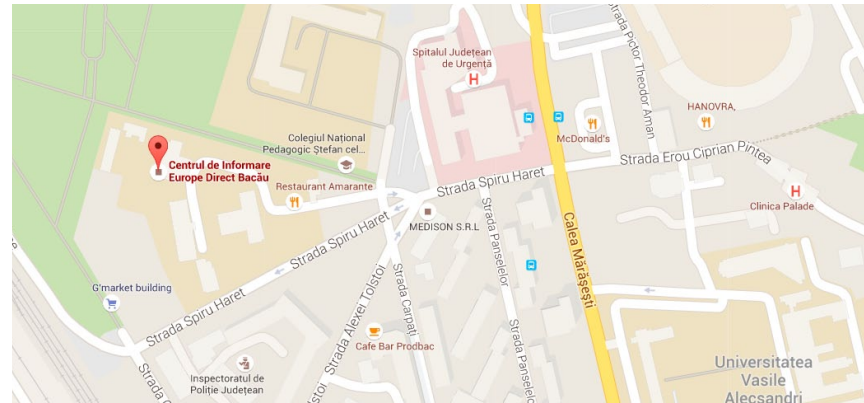 Spitalul Județean
de Urgență
H
Strada Pictor Theodor Aman
HANOVRA,
McDonald's
Colegiul Național
Pedagogic Ștefan cel...
Centrul de Informare
Europe Direct Bacău
Restaurant Amarante
Strada Erou Ciprian Pintea
Strada Spiru Haret
H
Clinica Palade
MEDISON S.R.L
Strada Spiru Haret
Strada Panselelor
Calea Mărășești
G'market building
Strada Spiru Haret
Strada Alexei Tolstoi
Strada Carpați
Strada Panselelor
Cafe Bar Prodbac
Inspectoratul de
Poliție Județean
Strada
Tolstoi
Universitatea
Vasile
Alecsandri